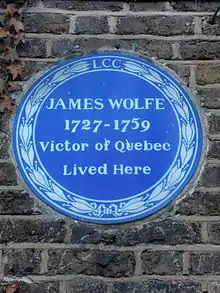 LCC
JAMES WOLFE
1727-1759
Victor of Quebec
Lived Here